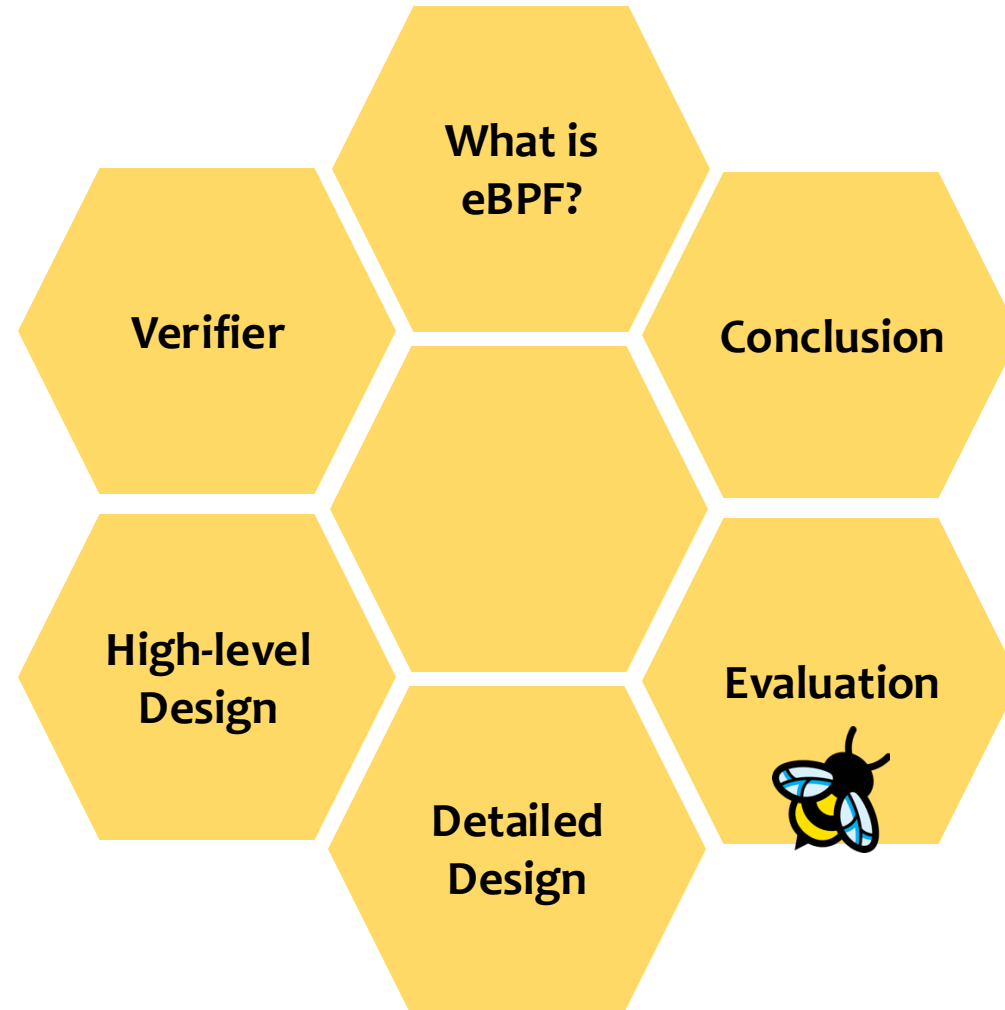 What is
eBPF?
Verifier
Conclusion
High-level
Design
Evaluation
Detailed
Design